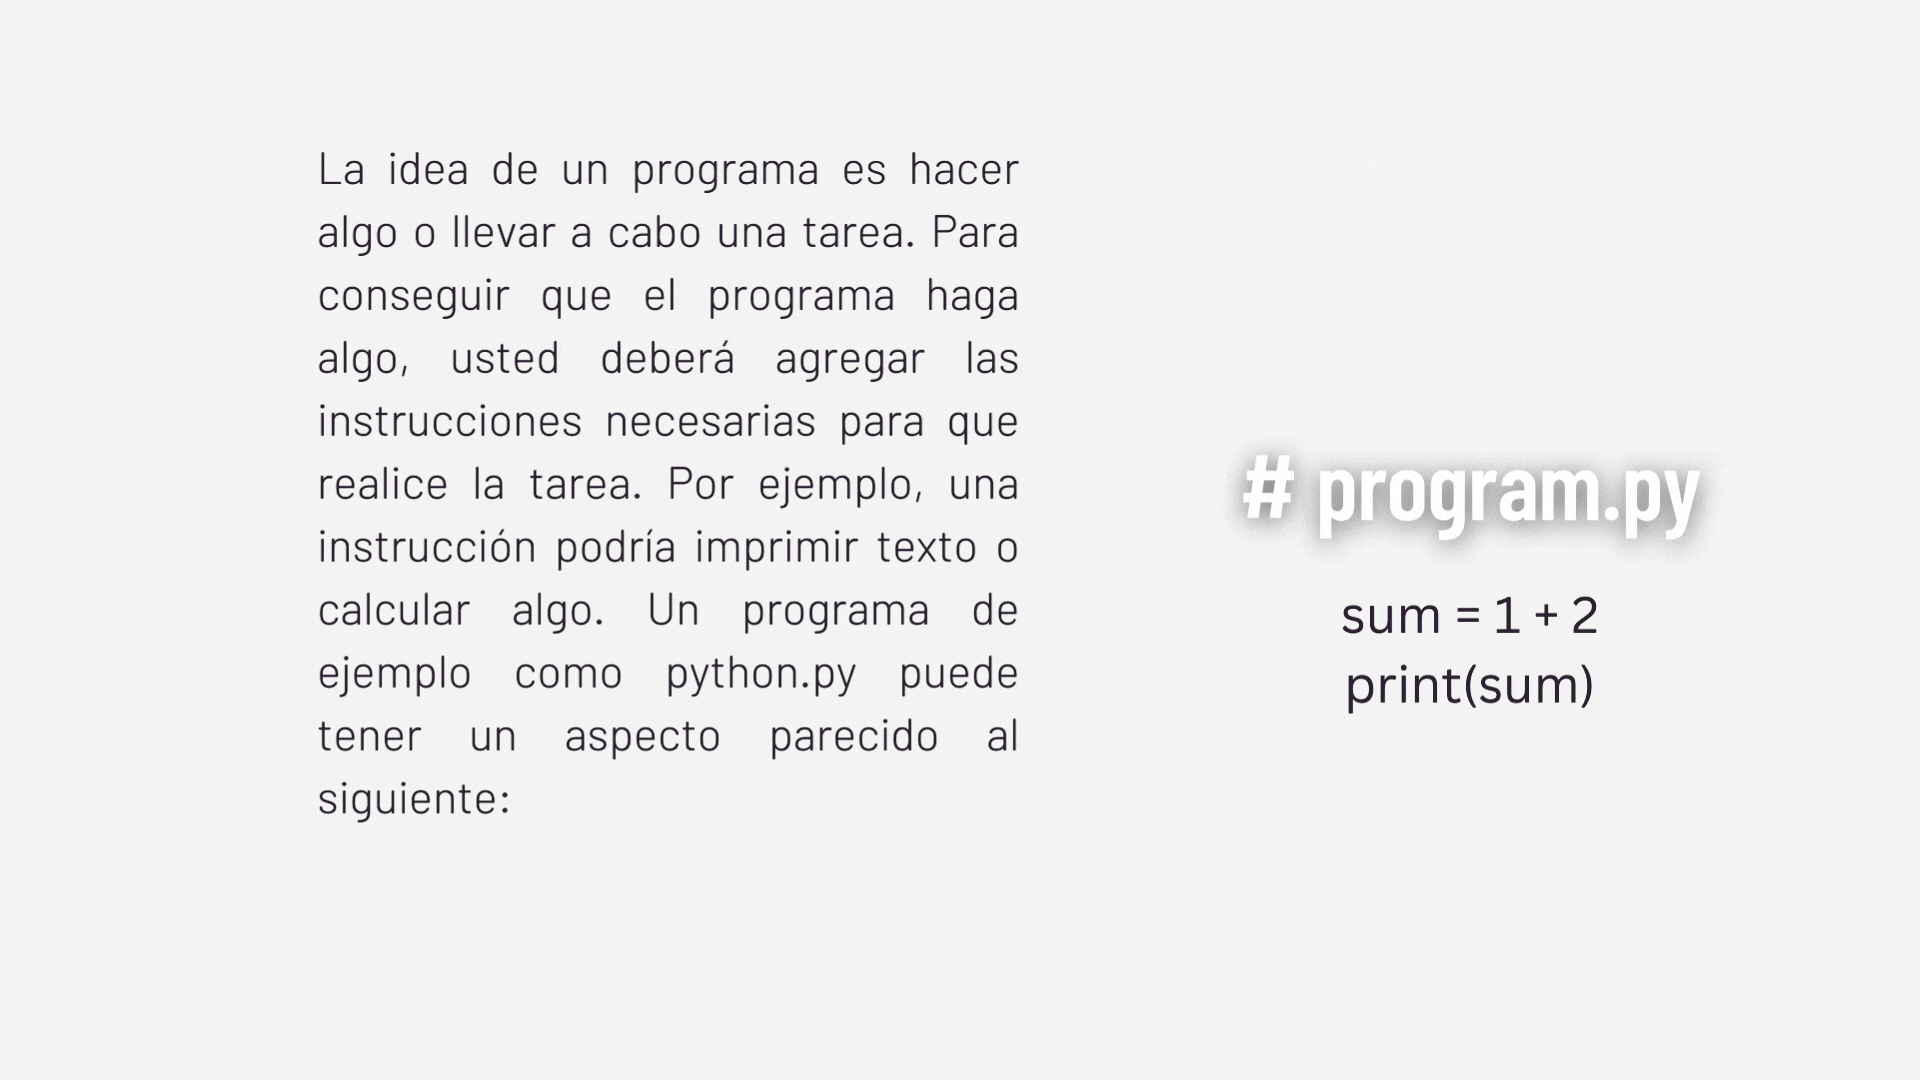 La idea de un programa es hacer
algo o llevar a cabo una tarea. Para
conseguir que el programa haga
algo, usted deberá agregar las
instrucciones necesarias para que
realice la tarea. Por ejemplo, una
instrucción podría imprimir texto o
calcular algo. Un programa de
ejemplo como python.py puede
tener un aspecto parecido al
siguiente:
# program.py
sum = 1 + 2
print(sum)